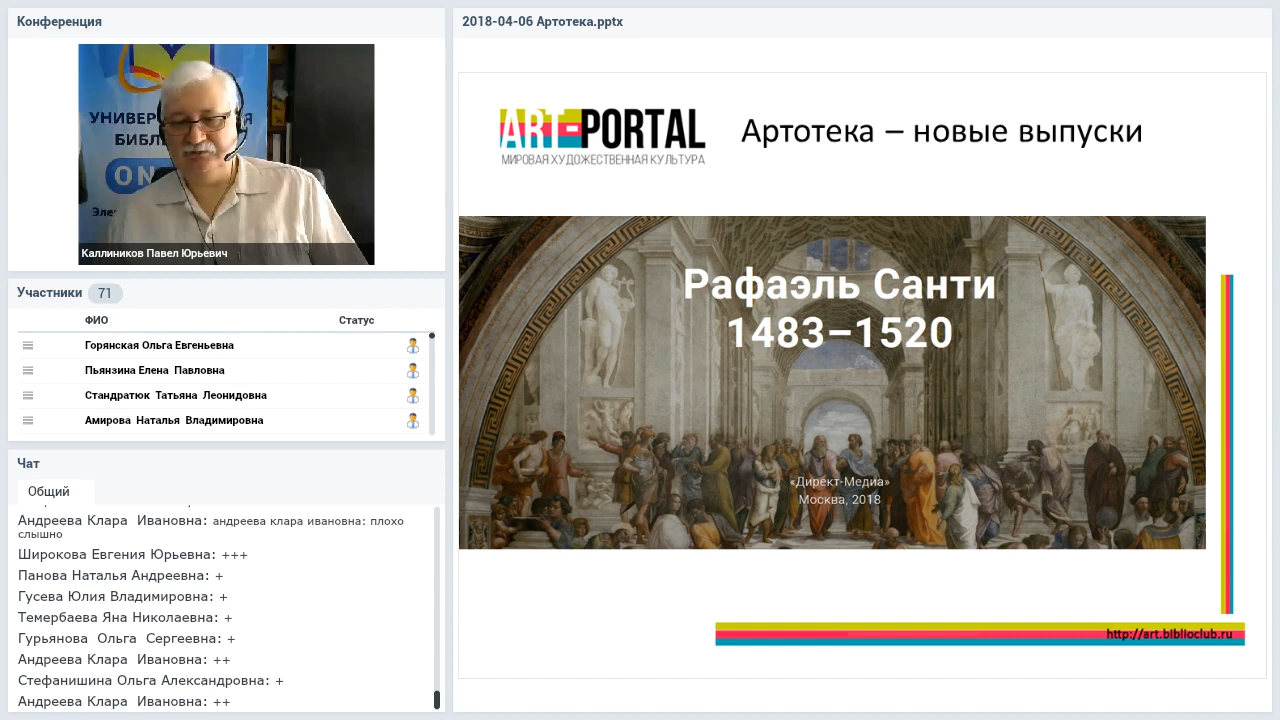 Конференция
УНИВЕР
Я
БИБЛ
ON
Эле
Каллиников Павел Юрьевич
Участники 71
ФИО Статус
Горянская Ольга Евгеньевна
Пьянзина Елена Павловна
Стандратюк Татьяна Леонидовна
Амирова Наталья Владимировна
Чат
Общий
Андреева Клара Ивановна: андреева клара ивановна: плохо
слышно
Широкова Евгения Юрьевна: +++
Панова Наталья Андреевна: +
Гусева Юлия Владимировна: +
Темербаева Яна Николаевна: +
Гурьянова Ольга Сергеевна: +
Андреева Клара Ивановна: ++
Стефанишина Ольга Александровна: +
Андреева Клара Ивановна: ++
2018-04-06 Артотека.pptx
ART-PORTAL
МИРОВАЯ ХУДОЖЕСТВЕННАЯ КУЛЬТУРА
Артотека – новые выпуски
Рафаэль Санти
1483–1520
«Директ-Медиа»
Москва, 2018
http://art.biblioclub.ru